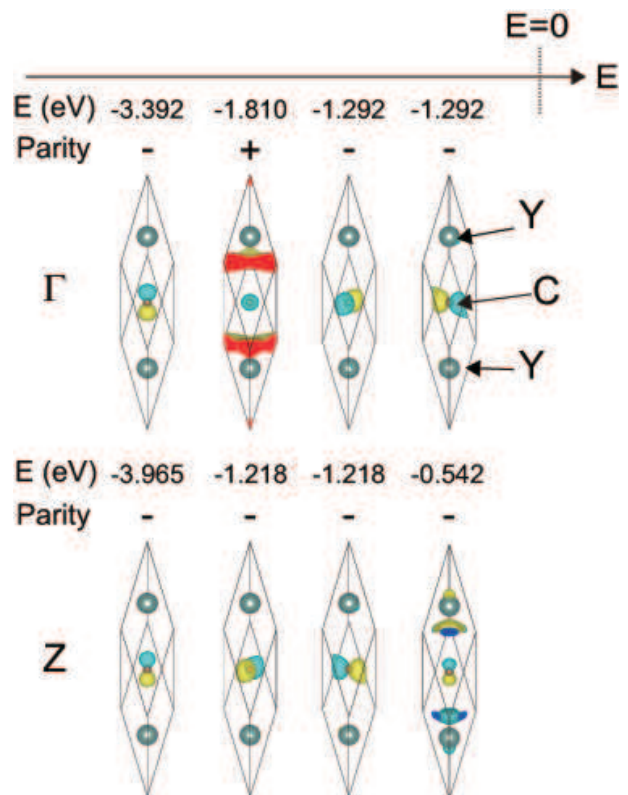 E=0
E
E (eV) -3.392 -1.810 -1.292 -1.292
Parity - + - -
Y
Γ
C
Y
E (eV) -3.965 -1.218 -1.218 -0.542
Parity - - - -
Z